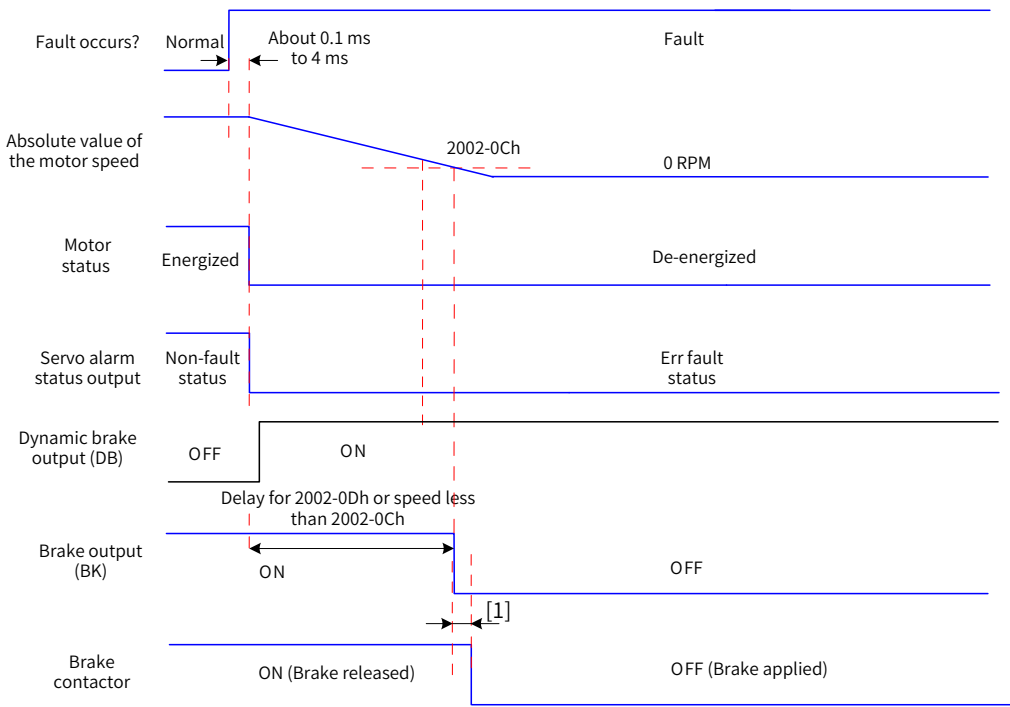 Fault occurs?
Normal
About 0.1 ms
to 4 ms
Fault
Absolute value of
the motor speed
2002-0Ch
0 RPM
Motor
status
Energized
De-energized
Servo alarm
status output
Non-fault
status
Err fault
status
Dynamic brake
output (DB)
OFF
ON
Delay for 2002-0Dh or speed less
than 2002-0Ch
Brake output
(BK)
ON
OFF
[1]
Brake
contactor
ON (Brake released)
OFF (Brake applied)